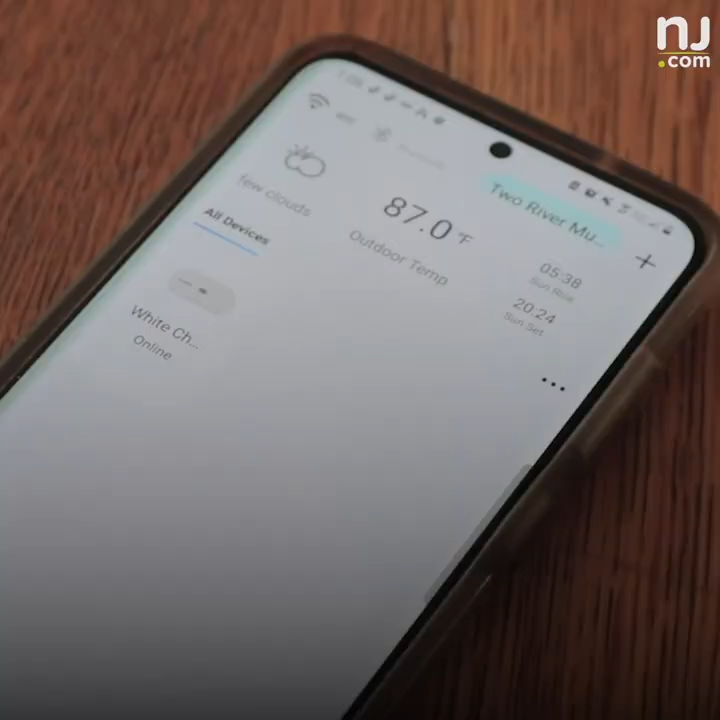 nj
.com
Two River Mu...
few clouds
87.0 °F
Outdoor Temp
05:38
Sun Rise
20:24
Sun Set
All Devices
White Ch...
Online